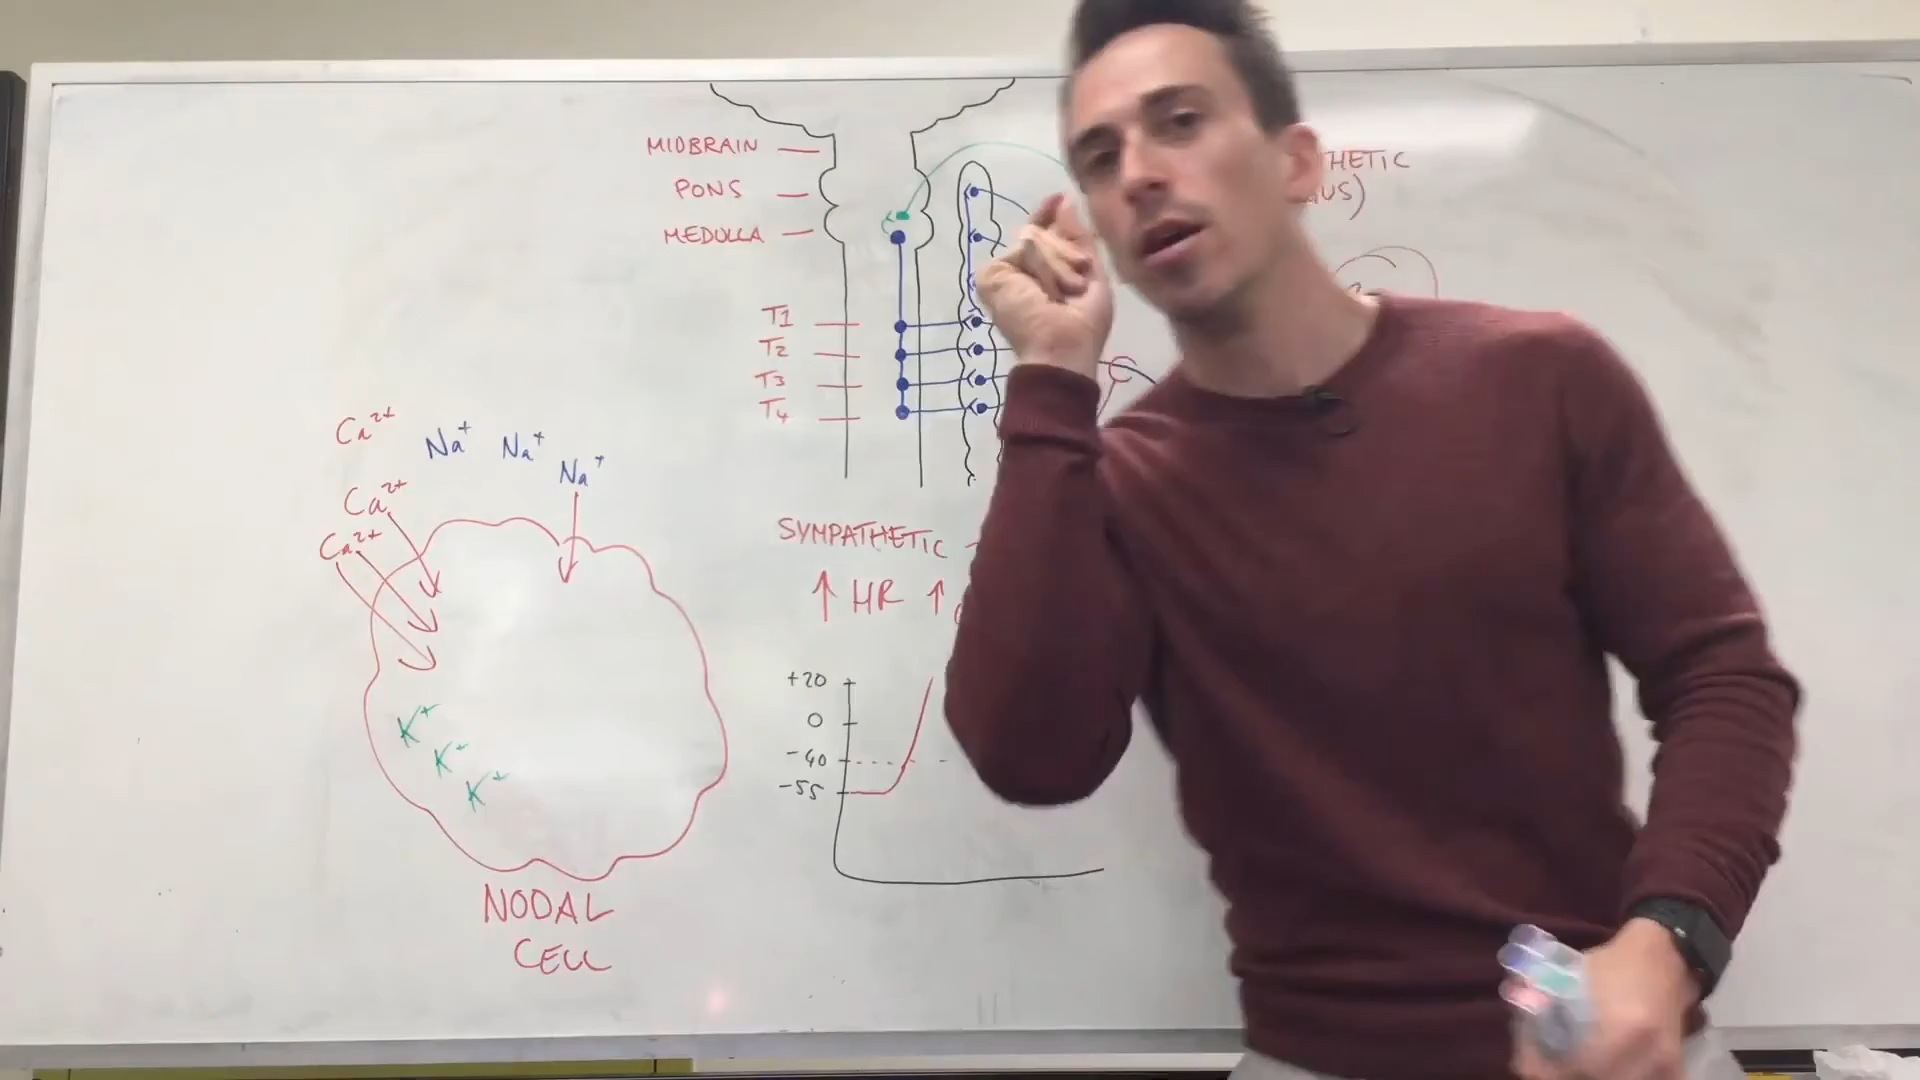 MIDBRAIN
PONS
MEDULLA
T1
T2
T3
T4
HETIC
US)
Ca2+
Na+ Na+
Na+
Ca2+
Ca2+
K+
K+
K+
NODAL
CELL
SYMPATHETIC
↑ HR ↑
+20
0
-40
-55